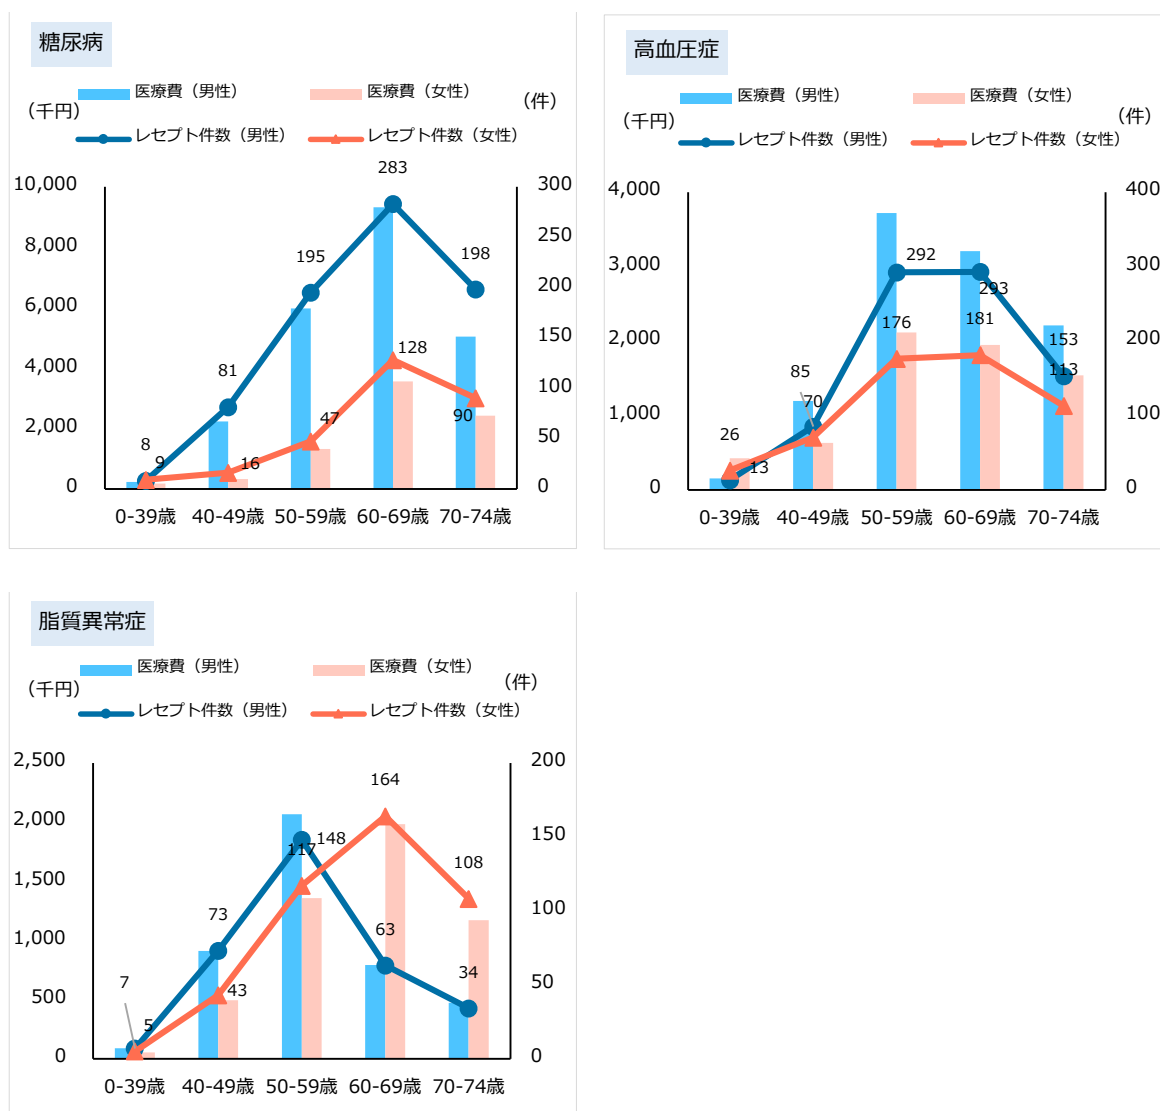 糖尿病
医療費（男性） 医療費（女性）
（千円） （件）
レセプト件数（男性） レセプト件数（女性）
10,000 283 300
250
8,000 195 198
6,000 200
81 128 150
4,000 47 90 100
2,000 8 9 16 50
0 0
0-39歳 40-49歳 50-59歳 60-69歳 70-74歳
高血圧症
医療費（男性） 医療費（女性）
（千円） （件）
レセプト件数（男性） レセプト件数（女性）
4,000 400
292
3,000 293 300
176 181 153
2,000 85 113 200
70
1,000 26 13 100
0 0
0-39歳 40-49歳 50-59歳 60-69歳 70-74歳
脂質異常症
医療費（男性） 医療費（女性）
（千円） （件）
レセプト件数（男性） レセプト件数（女性）
2,500 164 200
2,000 117 148 150
1,500 73 63 108
1,000 7 43 34 100
500 5 50
0 0
0-39歳 40-49歳 50-59歳 60-69歳 70-74歳